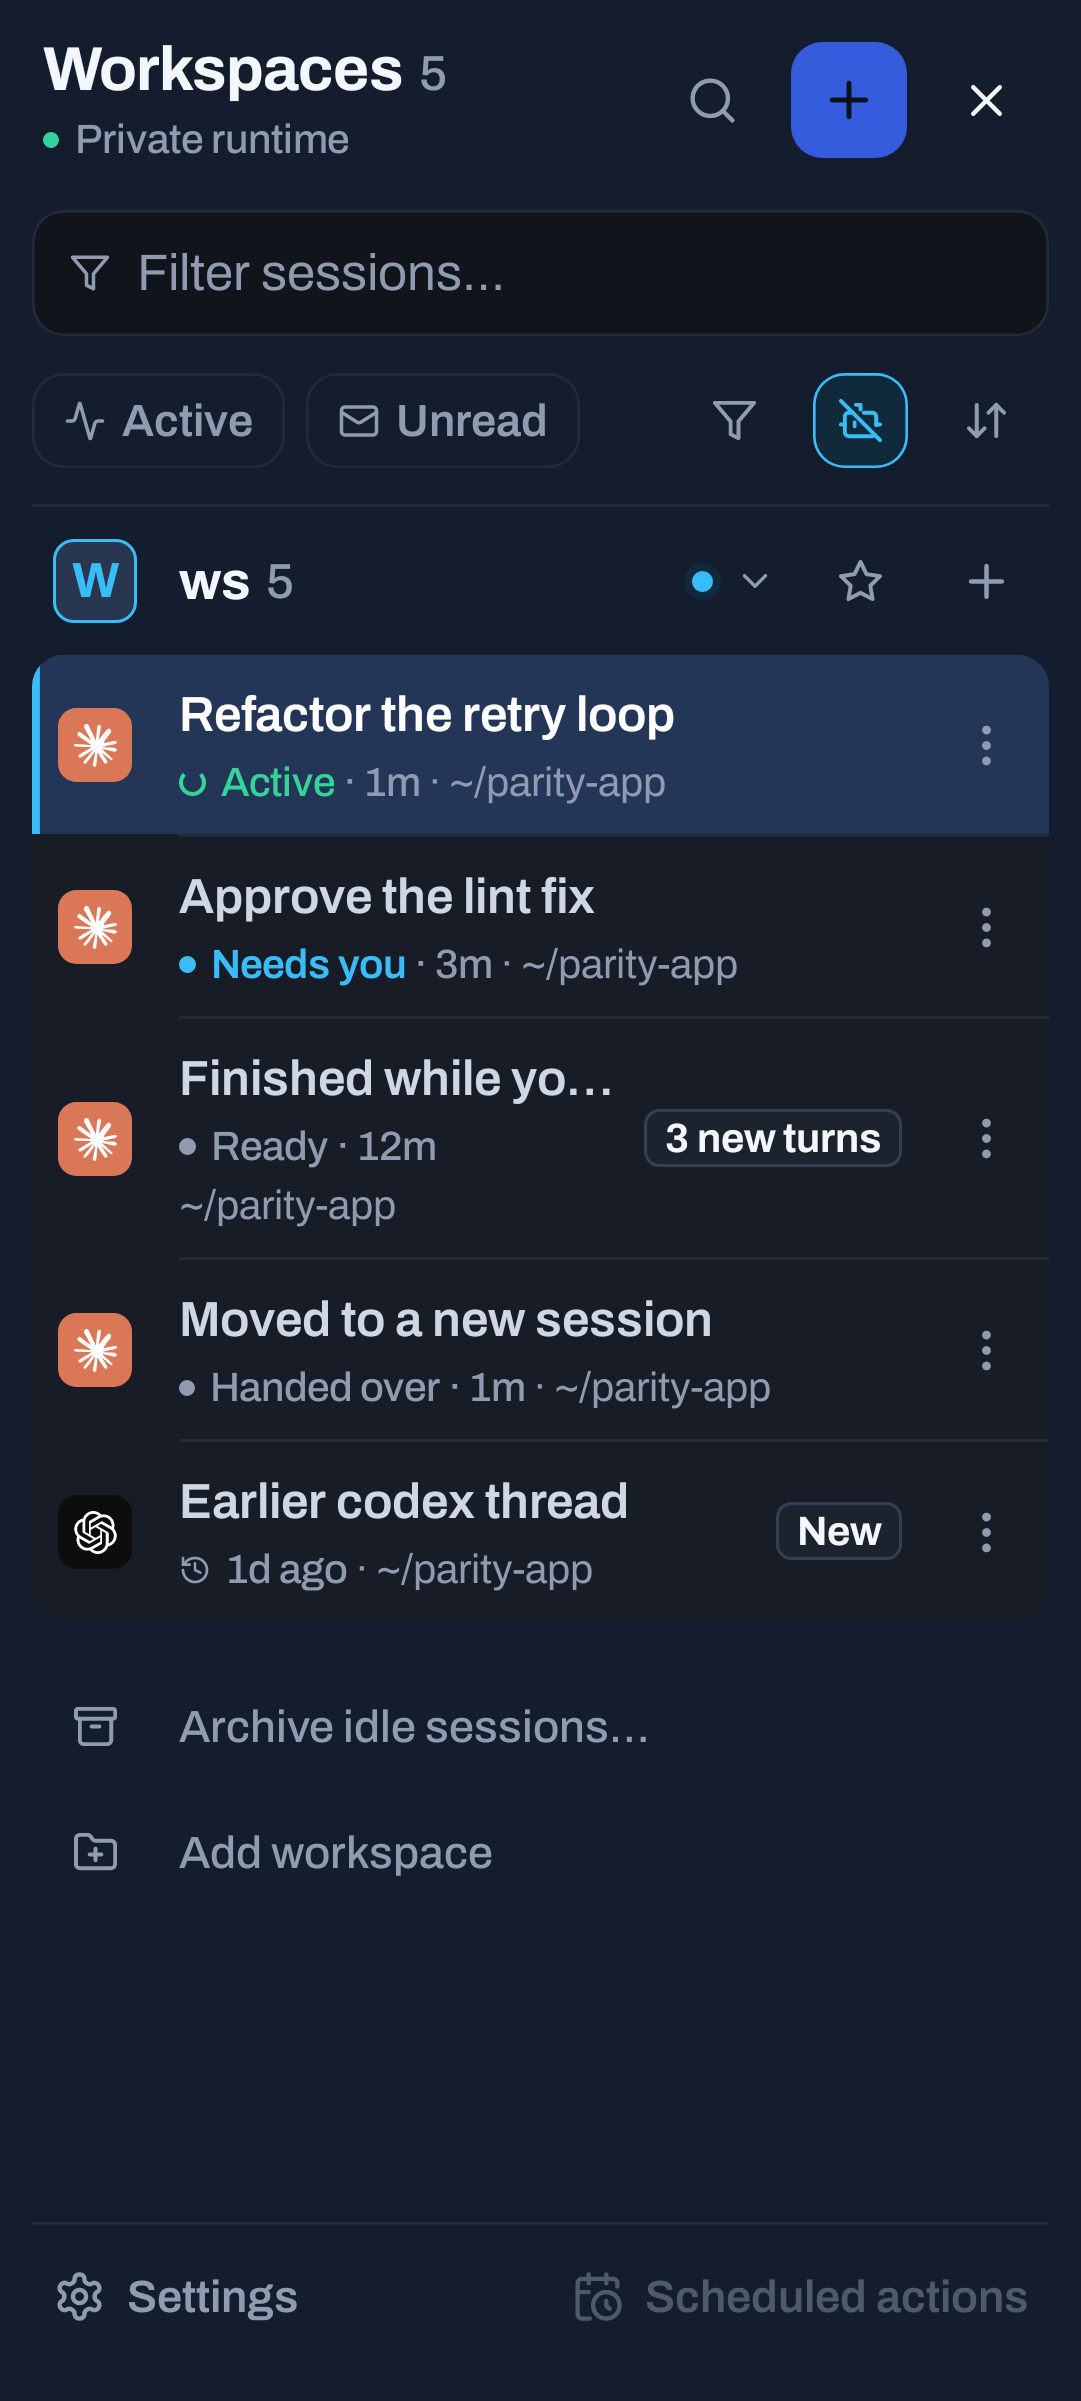 Workspaces 5
Private runtime
Filter sessions...
Active
Unread
W
ws 5
Refactor the retry loop
Active · 1m · ~/parity-app
Approve the lint fix
Needs you · 3m · ~/parity-app
Finished while yo...
Ready · 12m
~/parity-app
3 new turns
Moved to a new session
Handed over · 1m · ~/parity-app
Earlier codex thread
1d ago · ~/parity-app
New
Archive idle sessions...
Add workspace
Settings
Scheduled actions